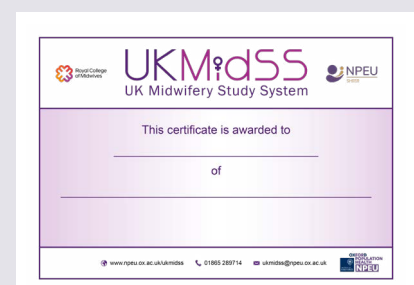 Royal College
of Midwives
UKMidSS
UK Midwifery Study System
NPEU
This certificate is awarded to
of
www.npeu.ox.ac.uk/ukmidss 01865 289714 ukmidss@npeu.ox.ac.uk
OXFORD
POPULATION
HEALTH
NPEU